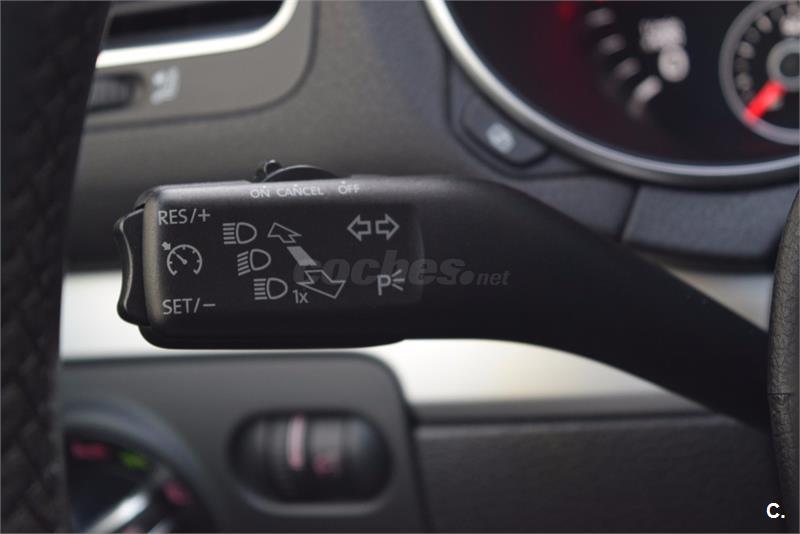 ON CANCEL OFF
RES/+
SET/−
1x
P
coches.net
C.